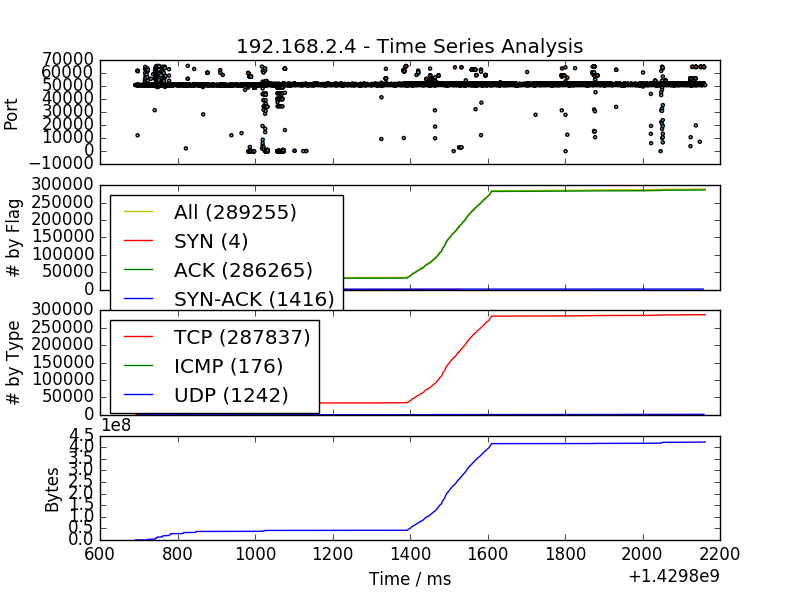 192.168.2.4 - Time Series Analysis
70000
60000
50000
40000
30000
20000
10000
0
−10000
Port
300000
250000
200000
150000
100000
50000
0
# by Flag
All (289255)
SYN (4)
ACK (286265)
SYN-ACK (1416)
300000
250000
200000
150000
100000
50000
0
# by Type
TCP (287837)
ICMP (176)
UDP (1242)
1e8
4.5
4.0
3.5
3.0
2.5
2.0
1.5
1.0
0.5
0.0
Bytes
600 800 1000 1200 1400 1600 1800 2000 2200
Time / ms
+1.4298e9